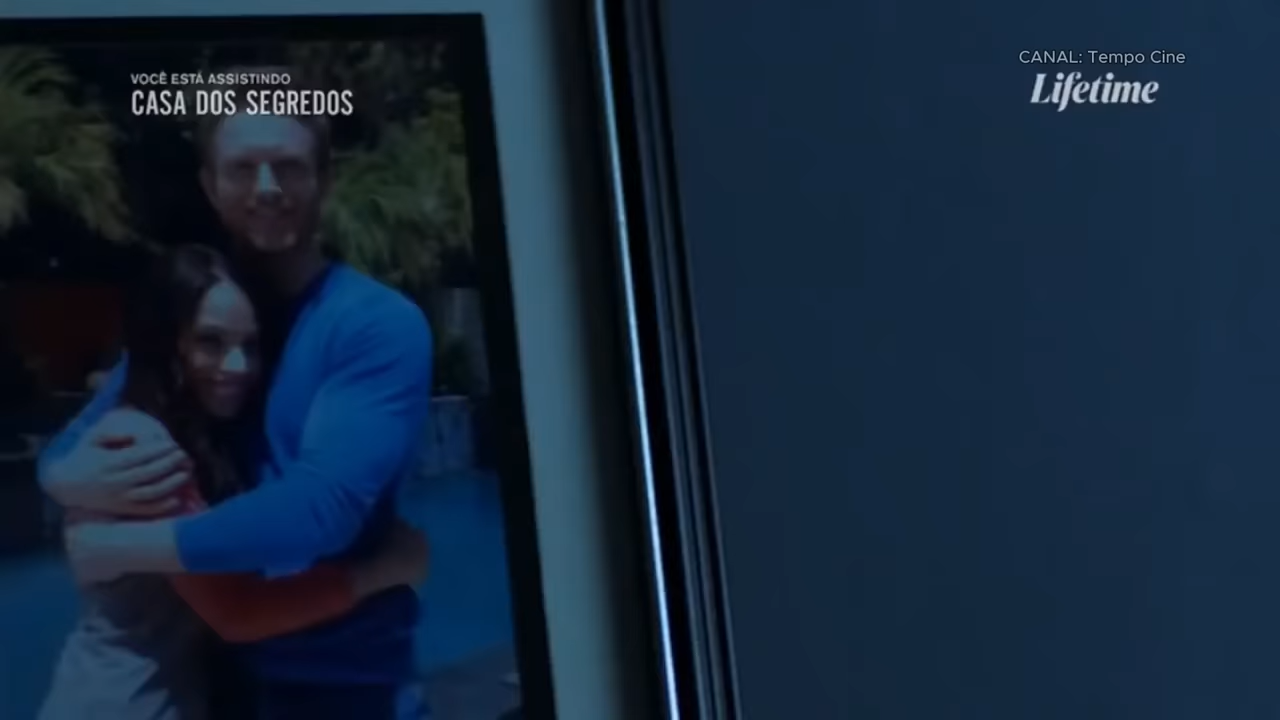 VOCÊ ESTÁ ASSISTINDO
CASA DOS SEGREDOS
CANAL: Tempo Cine
Lifetime